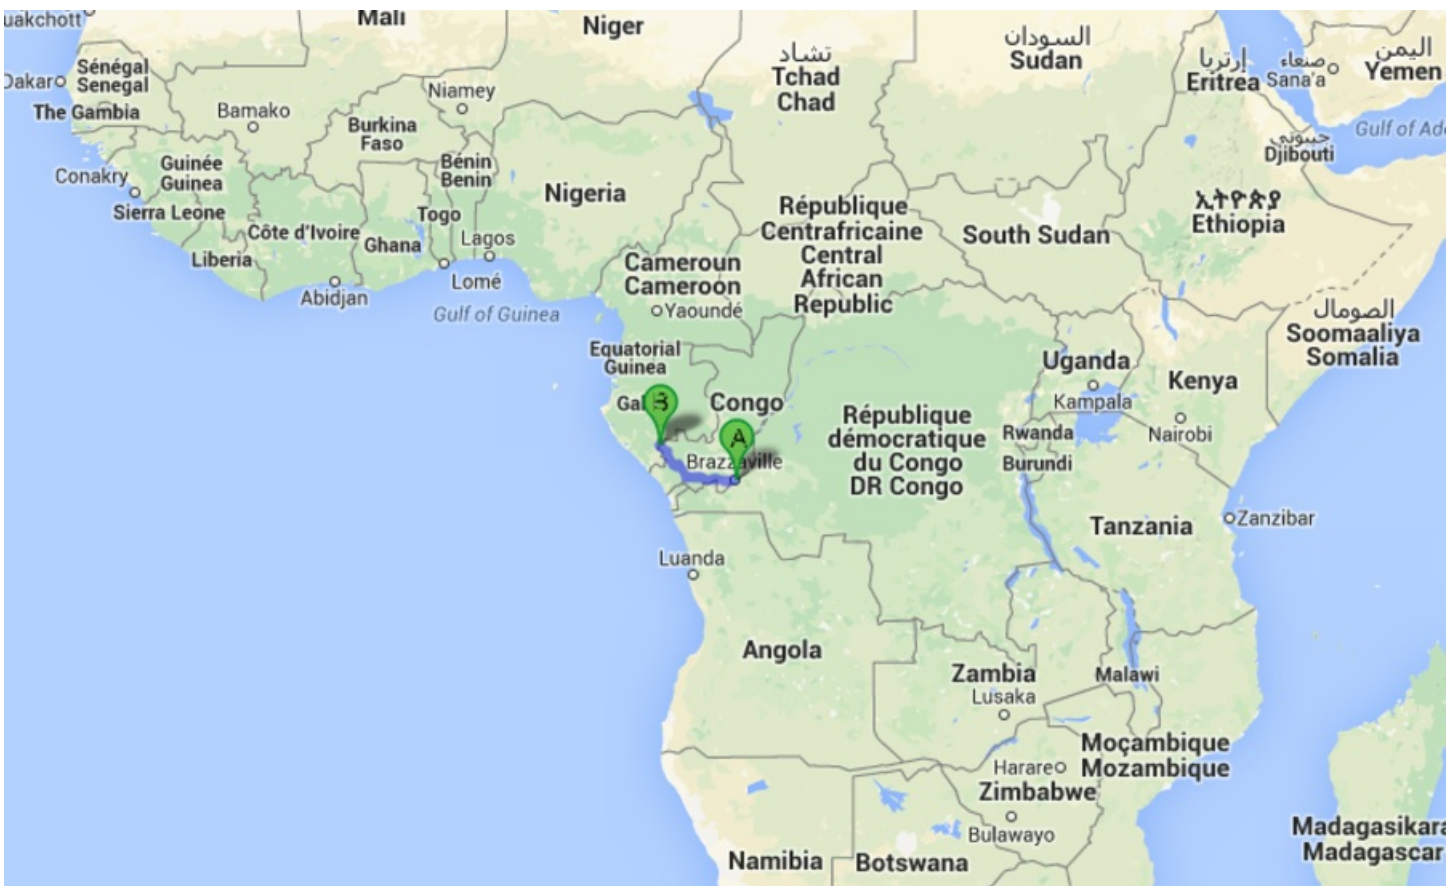 uakchott
Mali
Niger
تشاد
Tchad
Chad
السودان
Sudan
إرتريا
Eritrea
صنعاء
Sana'a
اليمن
Yemen
Dakar
Sénégal
Senegal
The Gambia
Bamako
Niamey
Burkina
Faso
جيبوتي
Djibouti
Gulf of Ade
Conakry
Guinée
Guinea
Bénin
Benin
Nigeria
Sierra Leone
Côte d'Ivoire
Togo
Ghana
Lagos
Liberia
Abidjan
Lomé
Gulf of Guinea
République
Centrafricaine
Central
African
Republic
South Sudan
ኢትዮጵያ
Ethiopia
Cameroun
Cameroon
Yaoundé
الصومال
Soomaaliya
Somalia
Equatorial
Guinea
Uganda
Kampala
Kenya
Nairobi
Ga
B
Congo
A
Brazzaville
République
démocratique
du Congo
DR Congo
Rwanda
Burundi
Tanzania
Zanzibar
Luanda
Angola
Zambia
Lusaka
Malawi
Moçambique
Mozambique
Harare
Zimbabwe
Bulawayo
Namibia
Botswana
Madagasikara
Madagascar